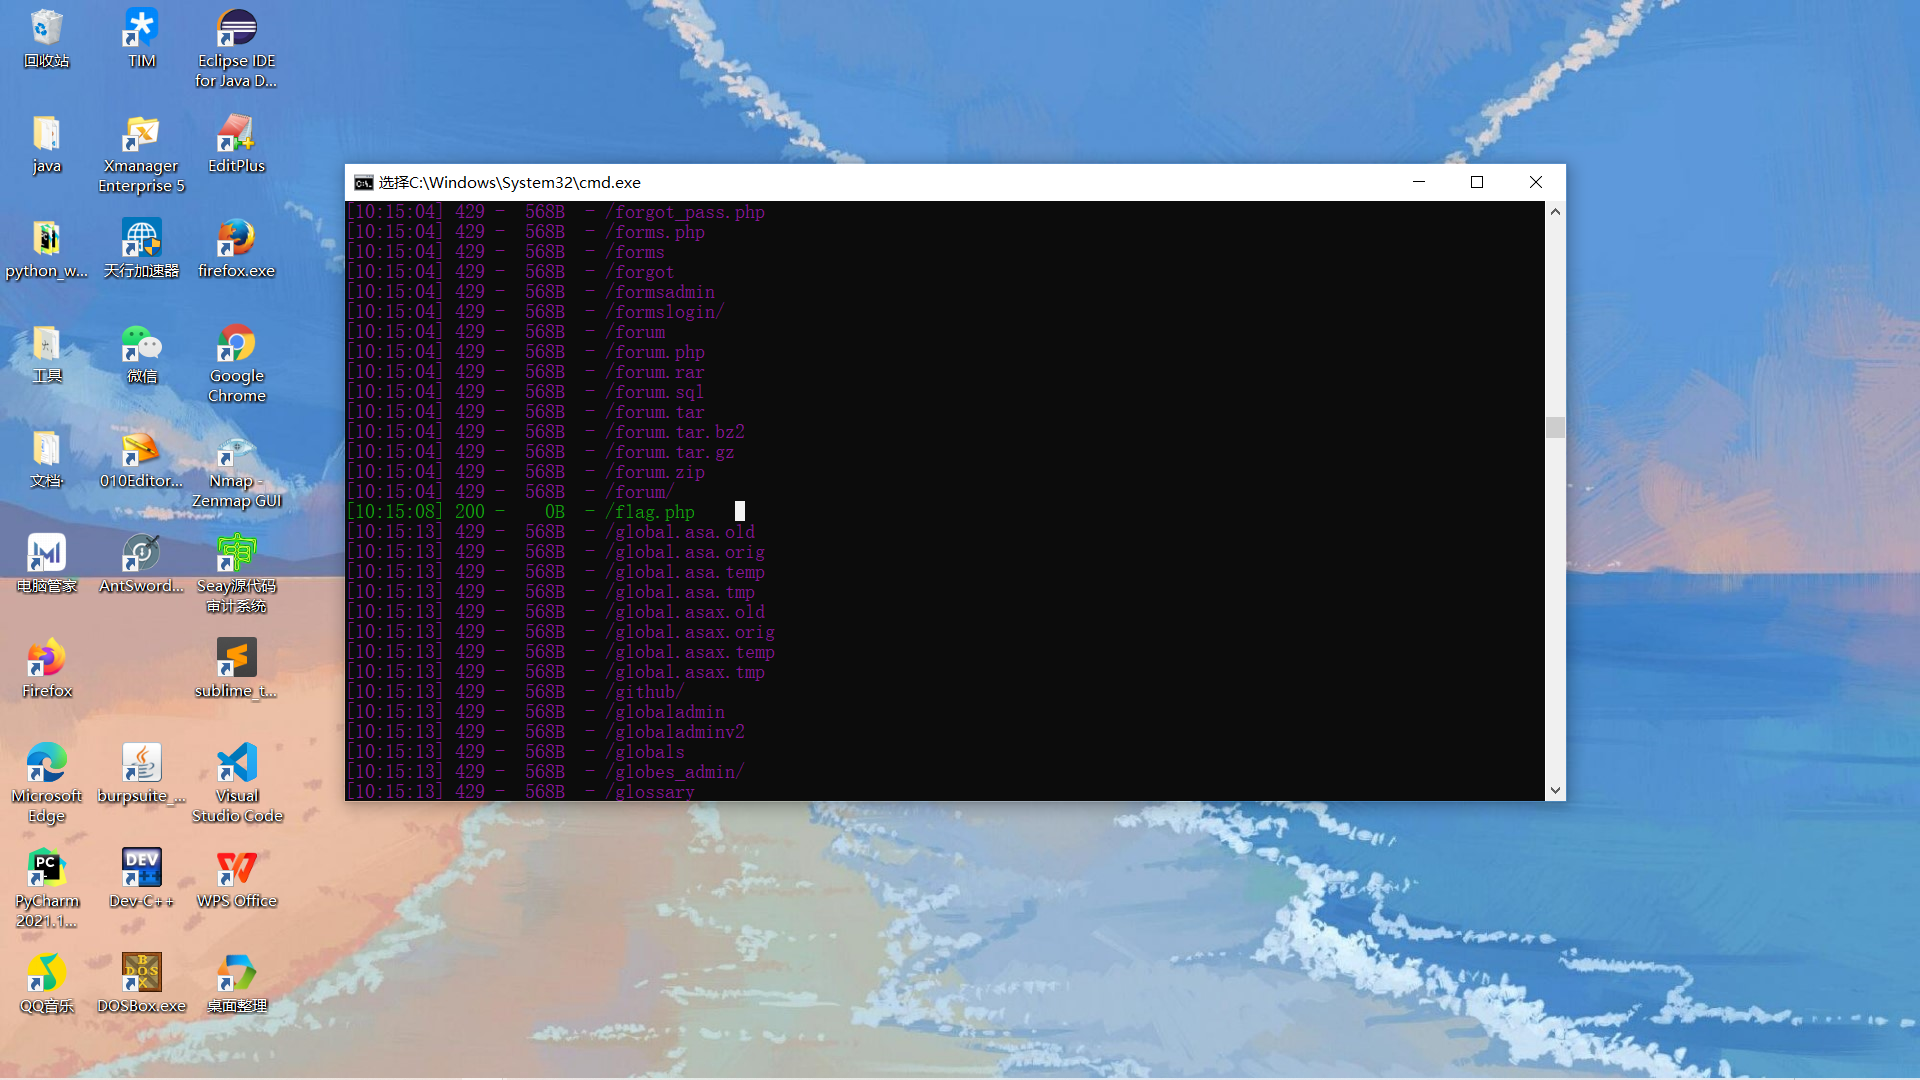 回收站
TIM
Eclipse IDE
for Java D...
java
Xmanager
Enterprise 5
EditPlus
python_w...
天行加速器
firefox.exe
工具
微信
Google
Chrome
文档·
010Editor...
Nmap -
Zenmap GUI
电脑管家
AntSword...
Seay源代码
审计系统
Firefox
sublime_t...
Microsoft
Edge
burpsuite_...
Visual
Studio Code
PyCharm
2021.1...
Dev-C++
WPS Office
QQ音乐
DOSBox.exe
桌面整理
选择C:\Windows\System32\cmd.exe
[10:15:04] 429 -  568B  - /forgot_pass.php
[10:15:04] 429 -  568B  - /forms.php
[10:15:04] 429 -  568B  - /forms
[10:15:04] 429 -  568B  - /forgot
[10:15:04] 429 -  568B  - /formsadmin
[10:15:04] 429 -  568B  - /formslogin/
[10:15:04] 429 -  568B  - /forum
[10:15:04] 429 -  568B  - /forum.php
[10:15:04] 429 -  568B  - /forum.rar
[10:15:04] 429 -  568B  - /forum.sql
[10:15:04] 429 -  568B  - /forum.tar
[10:15:04] 429 -  568B  - /forum.tar.bz2
[10:15:04] 429 -  568B  - /forum.tar.gz
[10:15:04] 429 -  568B  - /forum.zip
[10:15:04] 429 -  568B  - /forum/
[10:15:08] 200 -    0B  - /flag.php
[10:15:13] 429 -  568B  - /global.asa.old
[10:15:13] 429 -  568B  - /global.asa.orig
[10:15:13] 429 -  568B  - /global.asa.temp
[10:15:13] 429 -  568B  - /global.asa.tmp
[10:15:13] 429 -  568B  - /global.asax.old
[10:15:13] 429 -  568B  - /global.asax.orig
[10:15:13] 429 -  568B  - /global.asax.temp
[10:15:13] 429 -  568B  - /global.asax.tmp
[10:15:13] 429 -  568B  - /github/
[10:15:13] 429 -  568B  - /globaladmin
[10:15:13] 429 -  568B  - /globaladminv2
[10:15:13] 429 -  568B  - /globals
[10:15:13] 429 -  568B  - /globes_admin/
[10:15:13] 429 -  568B  - /glossary